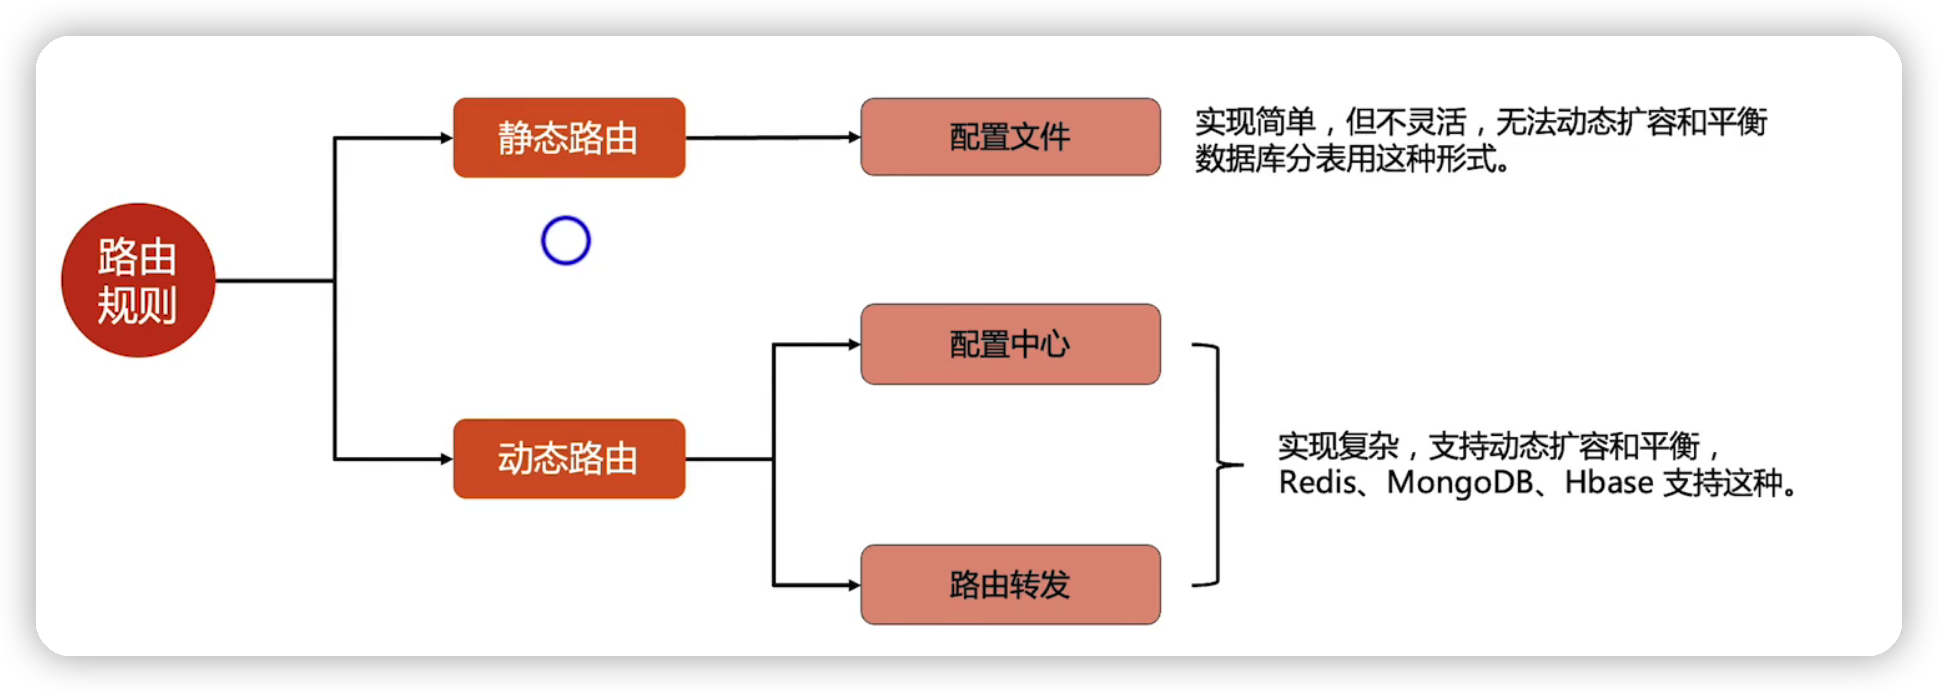 路由
规则
静态路由
配置文件
实现简单，但不灵活，无法动态扩容和平衡
数据库分表用这种形式。
动态路由
配置中心
路由转发
实现复杂，支持动态扩容和平衡，
Redis、MongoDB、Hbase 支持这种。